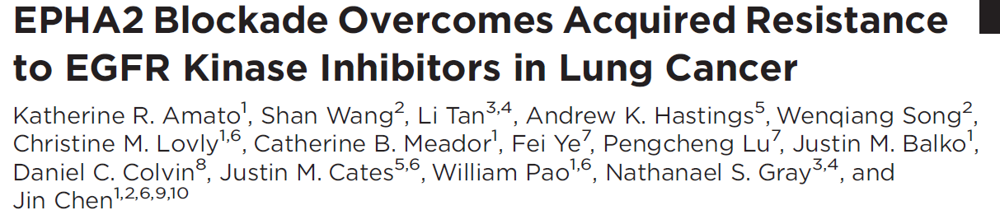 EPHA2 Blockade Overcomes Acquired Resistance
to EGFR Kinase Inhibitors in Lung Cancer
Katherine R. Amato1, Shan Wang2, Li Tan3,4, Andrew K. Hastings5, Wenqiang Song2,
Christine M. Lovly1,6, Catherine B. Meador1, Fei Ye7, Pengcheng Lu7, Justin M. Balko1,
Daniel C. Colvin8, Justin M. Cates5,6, William Pao1,6, Nathanael S. Gray3,4, and
Jin Chen1,2,6,9,10